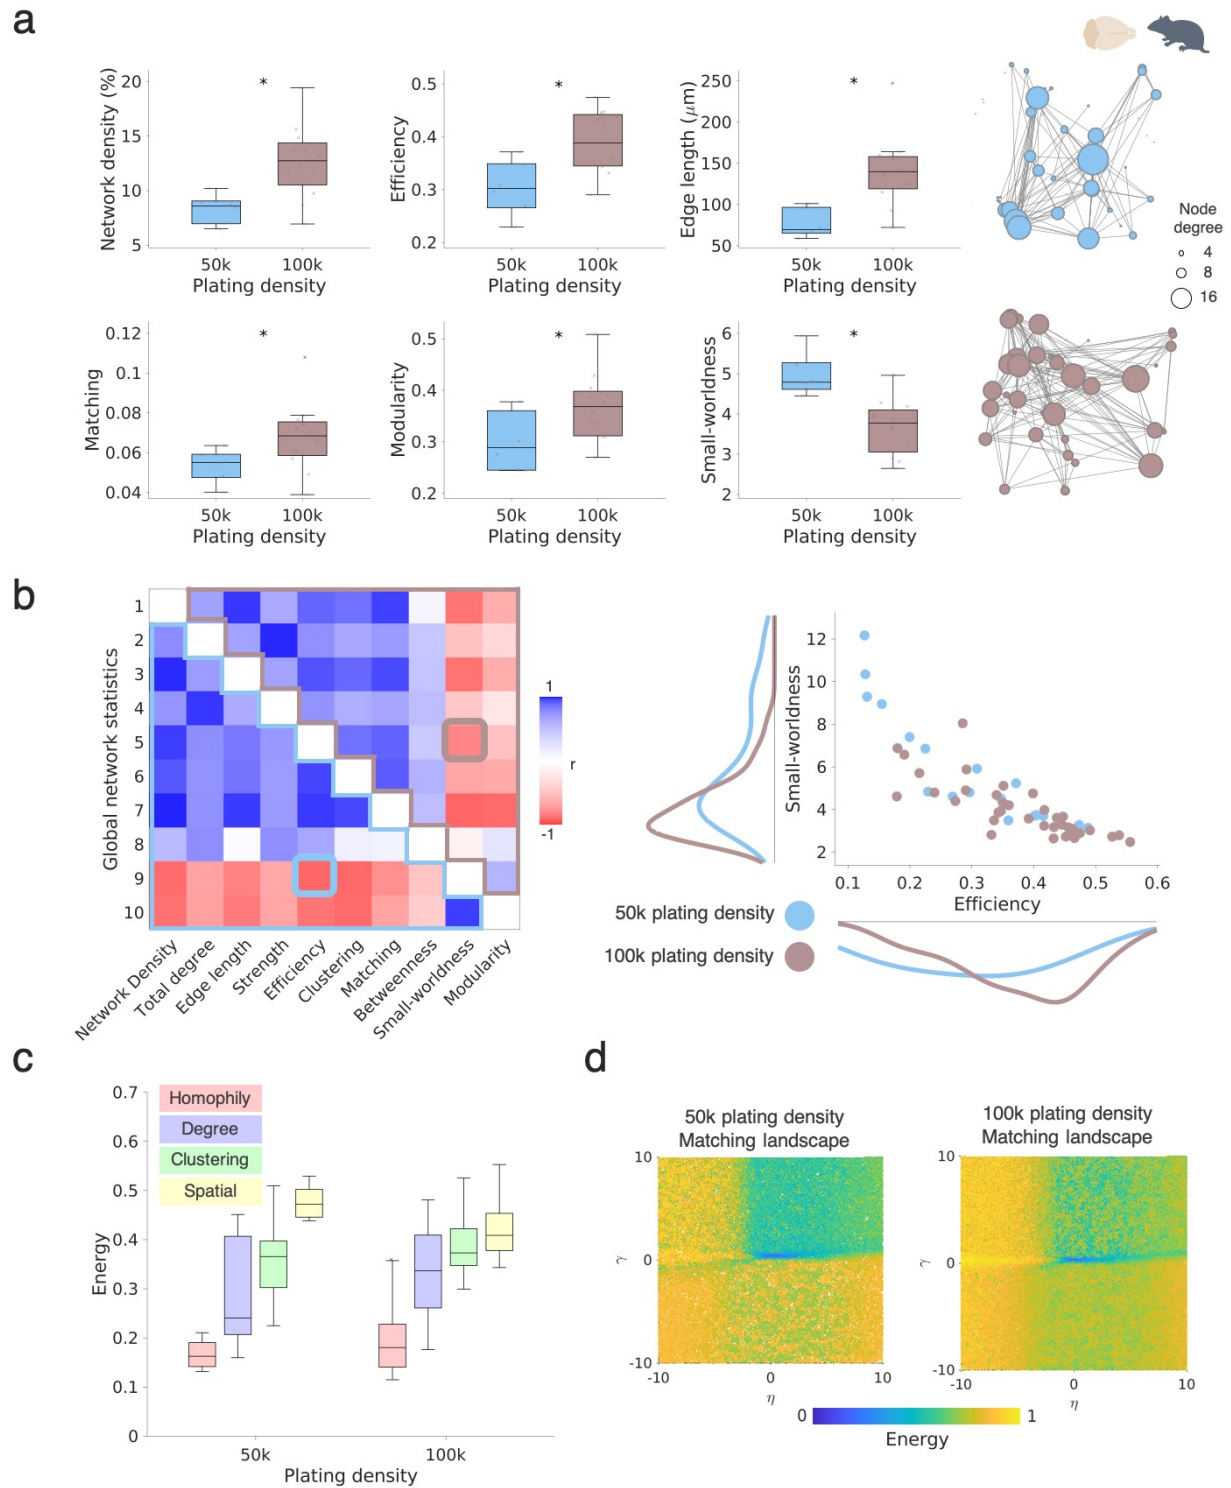 a
Network density (%)
20
15
10
5
*
50k
100k
Plating density
Efficiency
0.5
0.4
0.3
0.2
*
50k
100k
Plating density
Edge length (μm)
250
200
150
100
50
*
50k
100k
Plating density
Node
degree
4
8
16
Matching
0.12
0.1
0.08
0.06
0.04
*
50k
100k
Plating density
Modularity
0.5
0.4
0.3
0.2
*
50k
100k
Plating density
Small-worldness
6
5
4
3
2
*
50k
100k
Plating density
b
Global network statistics
1
2
3
4
5
6
7
8
9
10
Network Density
Total degree
Edge length
Strength
Efficiency
Clustering
Matching
Betweenness
Small-worldness
Modularity
1
r
-1
Small-worldness
12
10
8
6
4
2
0.1
0.2
0.3
0.4
0.5
0.6
Efficiency
50k plating density
100k plating density
c
Energy
0.7
0.6
0.5
0.4
0.3
0.2
0.1
0
Homophily
Degree
Clustering
Spatial
50k
100k
Plating density
d
50k plating density
Matching landscape
10
γ
0
-10
-10
0
10
η
100k plating density
Matching landscape
10
γ
0
-10
-10
0
10
η
0
1
Energy